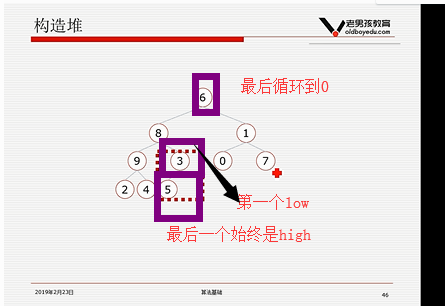 构造堆
老男孩教育
oldboyedu.com
6
最后循环到0
8 1
9 3 0 7
2 4 5
第一个low
最后一个始终是high
2019年2月23日 算法基础 46